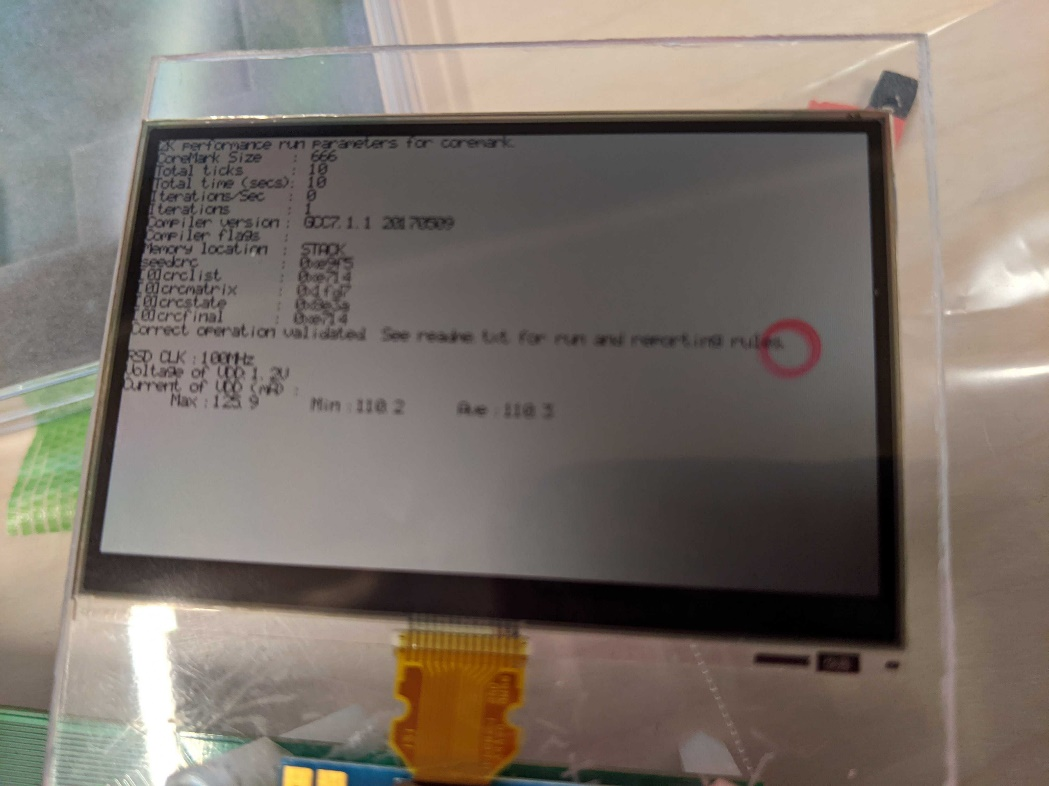 2K performance run parameters for coremark.
CoreMark Size : 666
Total ticks : 10
Total time (secs): 10
Iterations/Sec : 0
Iterations : 1
Compiler version : GCC7.1.1 20170509
Compiler flags :
Memory location : STACK
seedcrc : 0xe9f5
[0]crclist : 0xe714
[0]crcmatrix : 0x1fd7
[0]crcstate : 0x8e3a
[0]crcfinal : 0xe714
Correct operation validated. See readme.txt for run and reporting rules.
CLK : 100MHz
Voltage of VDD 1.2V
Current of VDD (mA) :
Max : 125.9 Min : 110.2 Ave : 110.3